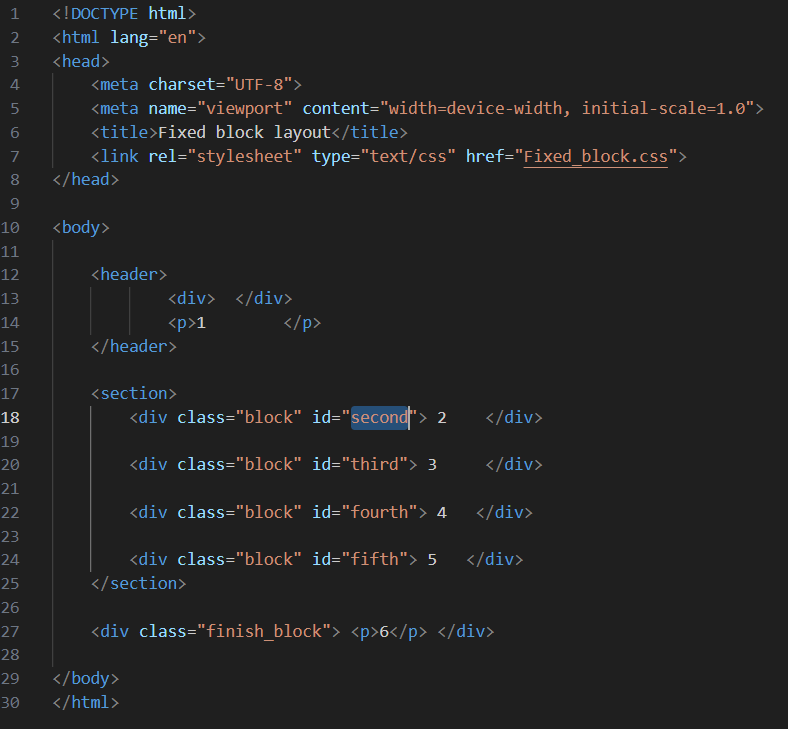 1 <!DOCTYPE html>
2 <html lang="en">
3 <head>
4     <meta charset="UTF-8">
5     <meta name="viewport" content="width=device-width, initial-scale=1.0">
6     <title>Fixed block layout</title>
7     <link rel="stylesheet" type="text/css" href="Fixed_block.css">
8 </head>
9
10 <body>
11
12     <header>
13             <div>  </div>
14             <p>1        </p>
15     </header>
16
17     <section>
18         <div class="block" id="second"> 2    </div>
19
20         <div class="block" id="third"> 3     </div>
21
22         <div class="block" id="fourth"> 4   </div>
23
24         <div class="block" id="fifth"> 5   </div>
25     </section>
26
27     <div class="finish_block"> <p>6</p> </div>
28
29 </body>
30 </html>